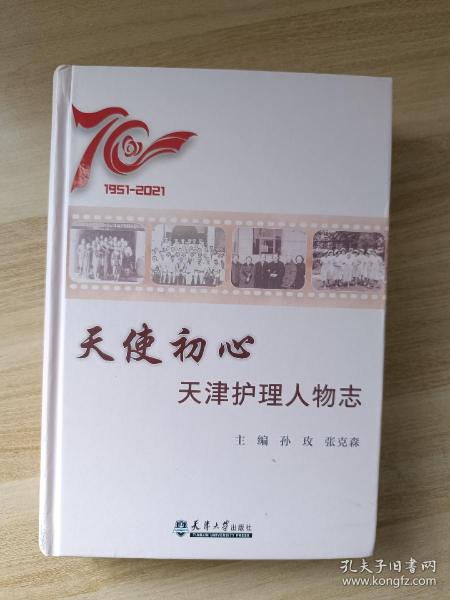 70
1951-2021
天使初心
天津护理人物志
主 编 孙 玫 张克森
天津大学出版社
TIANJIN UNIVERSITY PRESS
孔夫子旧书网
www.kongfz.com